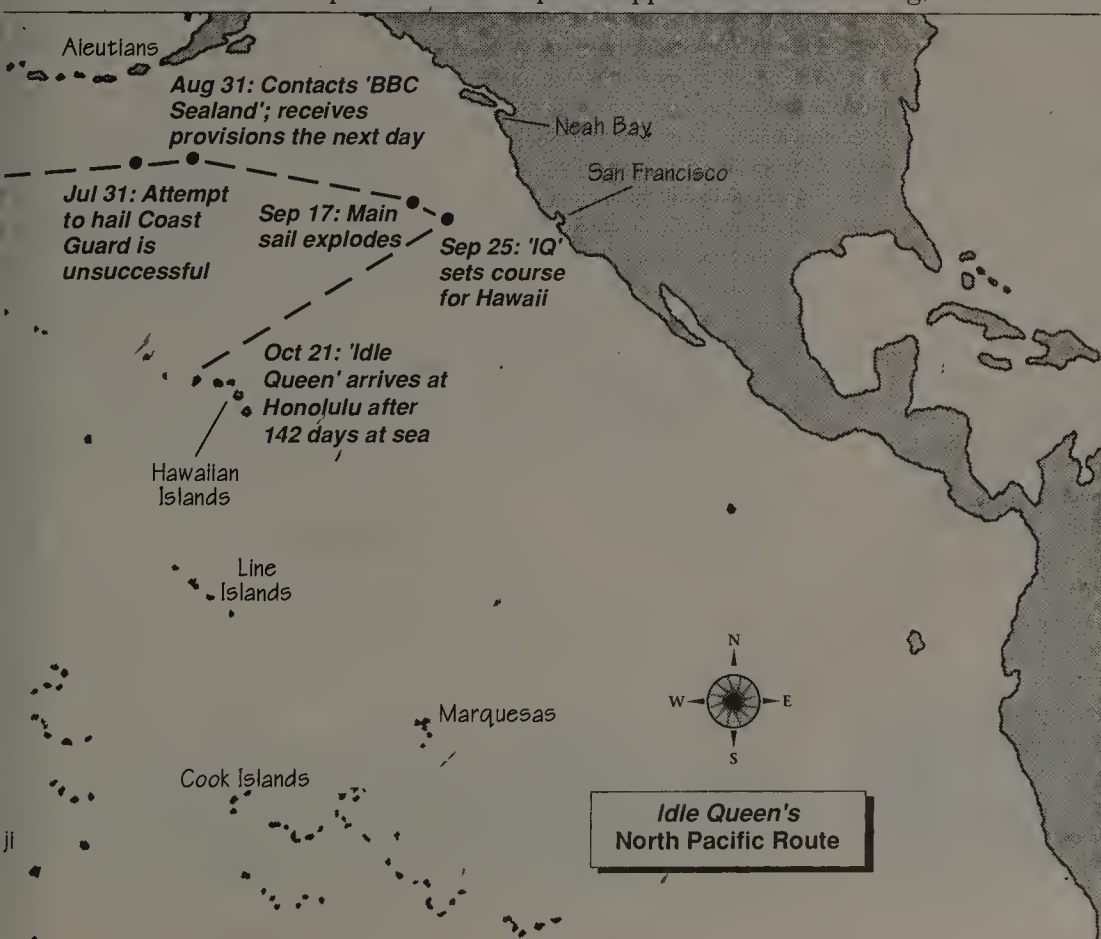 Aleutians
Aug 31: Contacts 'BBC
Sealand'; receives
provisions the next day
Neah Bay
San Francisco
Jul 31: Attempt
to hail Coast
Guard is
unsuccessful
Sep 17: Main
sail explodes
Sep 25: 'IQ'
sets course
for Hawaii
Oct 21: 'Idle
Queen' arrives at
Honolulu after
142 days at sea
Hawaiian
Islands
Line
Islands
N
W E
S
Marquesas
Cook Islands
Idle Queen's
North Pacific Route
ji